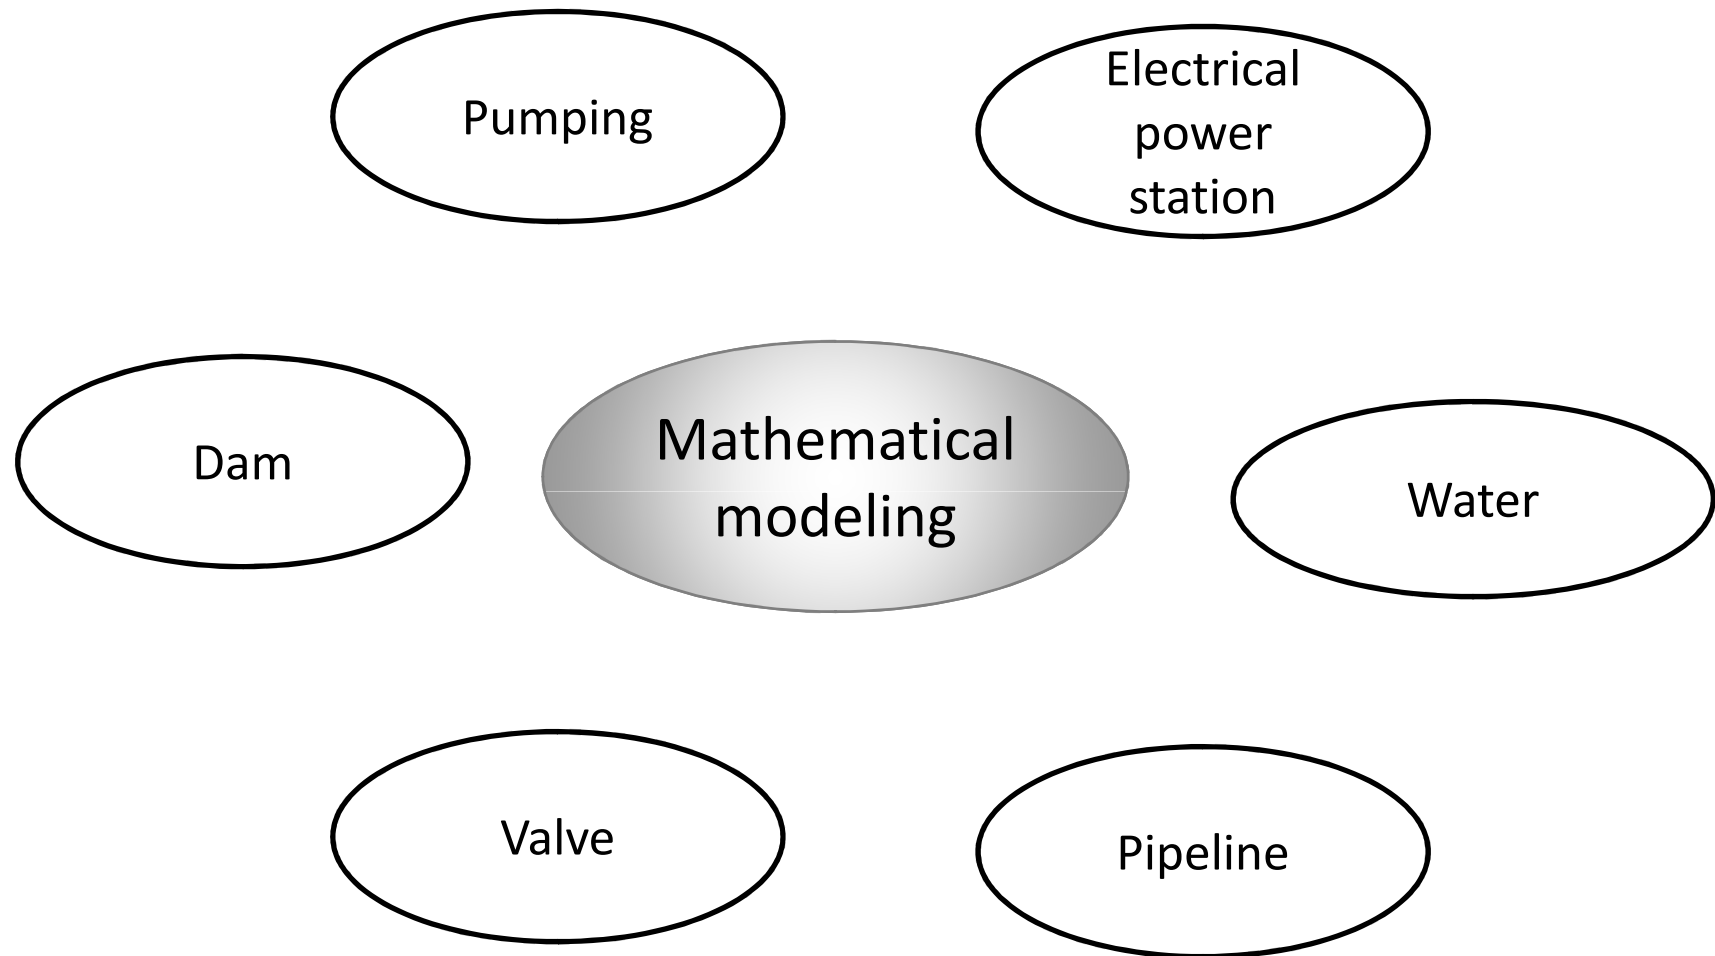 Pumping
Electrical
power
station
Dam
Mathematical
modeling
Water
Valve
Pipeline